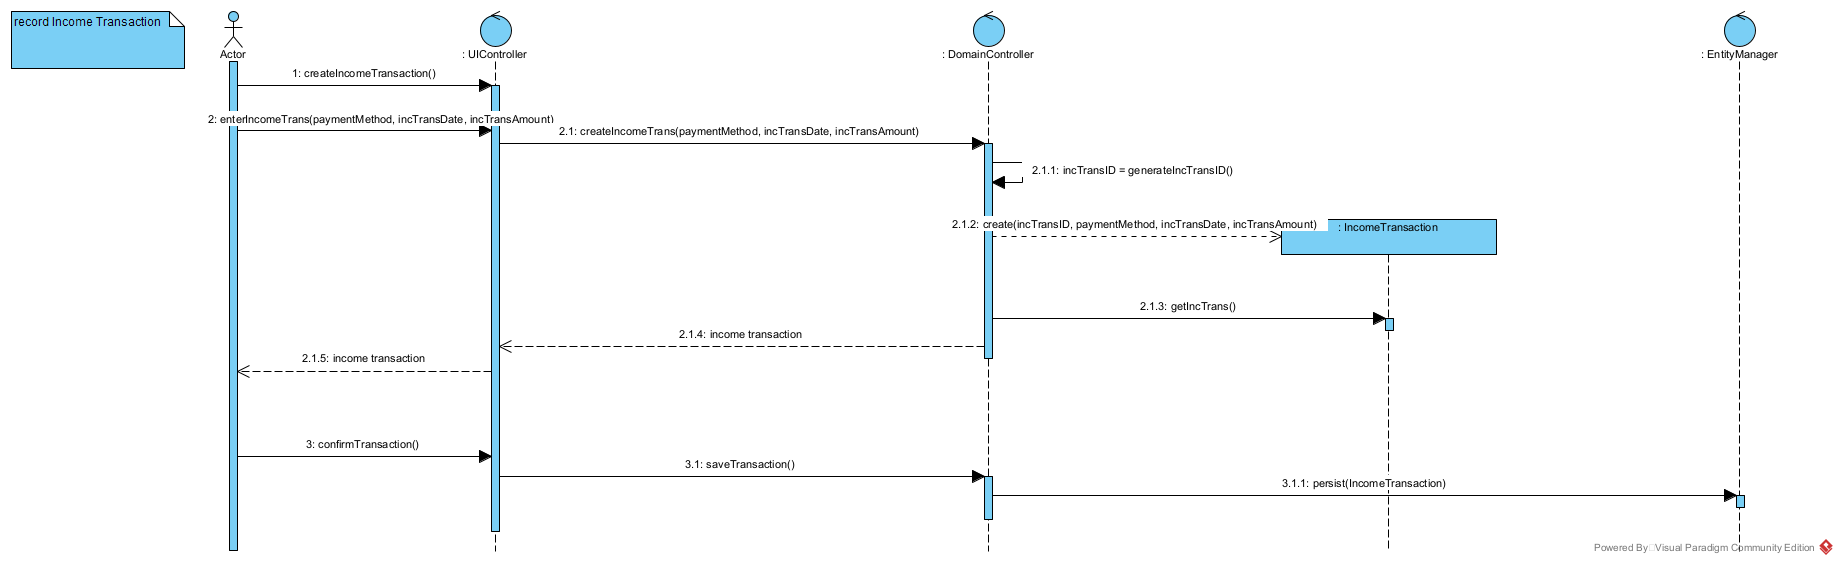 record Income Transaction
Actor
: UIController
: DomainController
: EntityManager
1: createIncomeTransaction()
2: enterIncomeTrans(paymentMethod, incTransDate, incTransAmount)
2.1: createIncomeTrans(paymentMethod, incTransDate, incTransAmount)
2.1.1: incTransID = generateIncTransID()
2.1.2: create(incTransID, paymentMethod, incTransDate, incTransAmount)
: IncomeTransaction
2.1.3: getIncTrans()
2.1.4: income transaction
2.1.5: income transaction
3: confirmTransaction()
3.1: saveTransaction()
3.1.1: persist(IncomeTransaction)
Powered By Visual Paradigm Community Edition